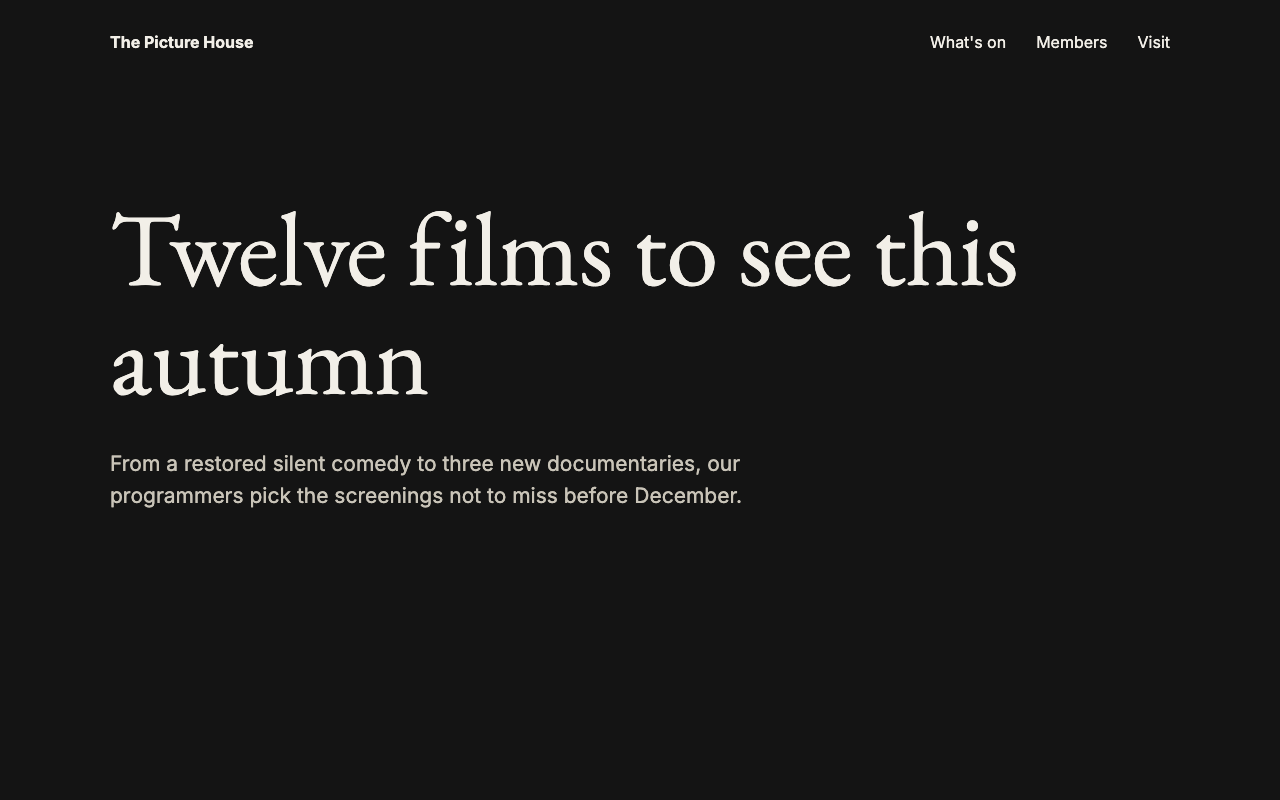 The Picture House
What's on
Members
Visit
Twelve films to see this
autumn
From a restored silent comedy to three new documentaries, our
programmers pick the screenings not to miss before December.